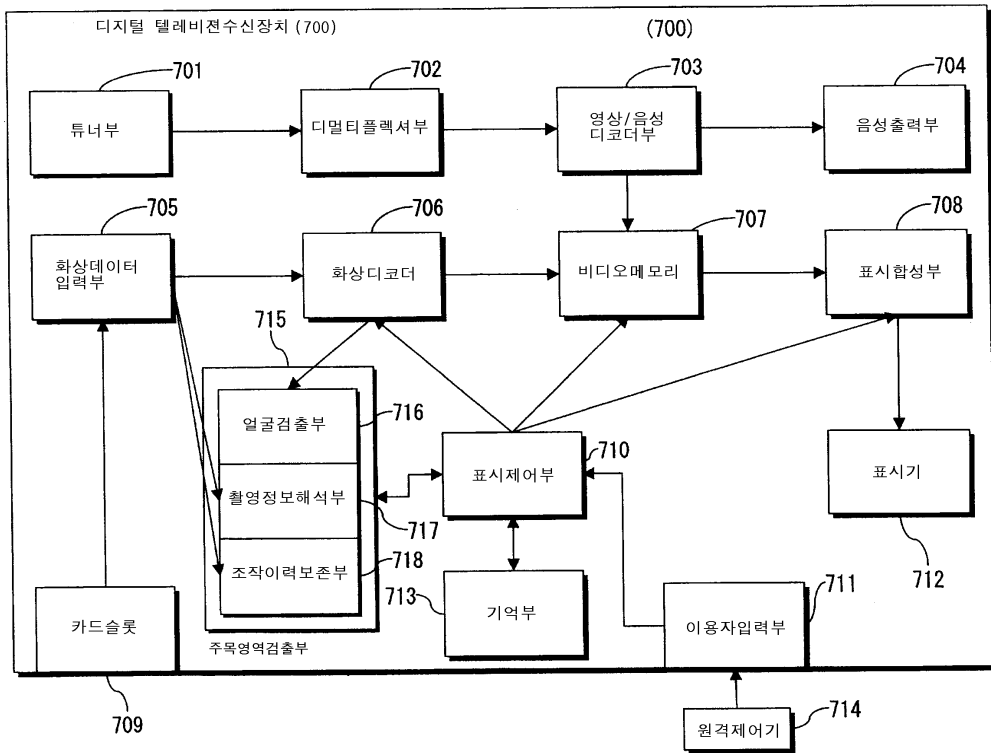 디지털 텔레비젼수신장치 (700)
(700)
701
702
703
704
튜너부
디멀티플렉셔부
영상/음성
디코더부
음성출력부
705
706
707
708
화상데이터
입력부
화상디코더
비디오메모리
표시합성부
715
얼굴검출부
716
촬영정보해석부
717
조작이력보존부
718
주목영역검출부
표시제어부
710
표시기
712
713
기억부
카드슬롯
709
이용자입력부
711
원격제어기
714